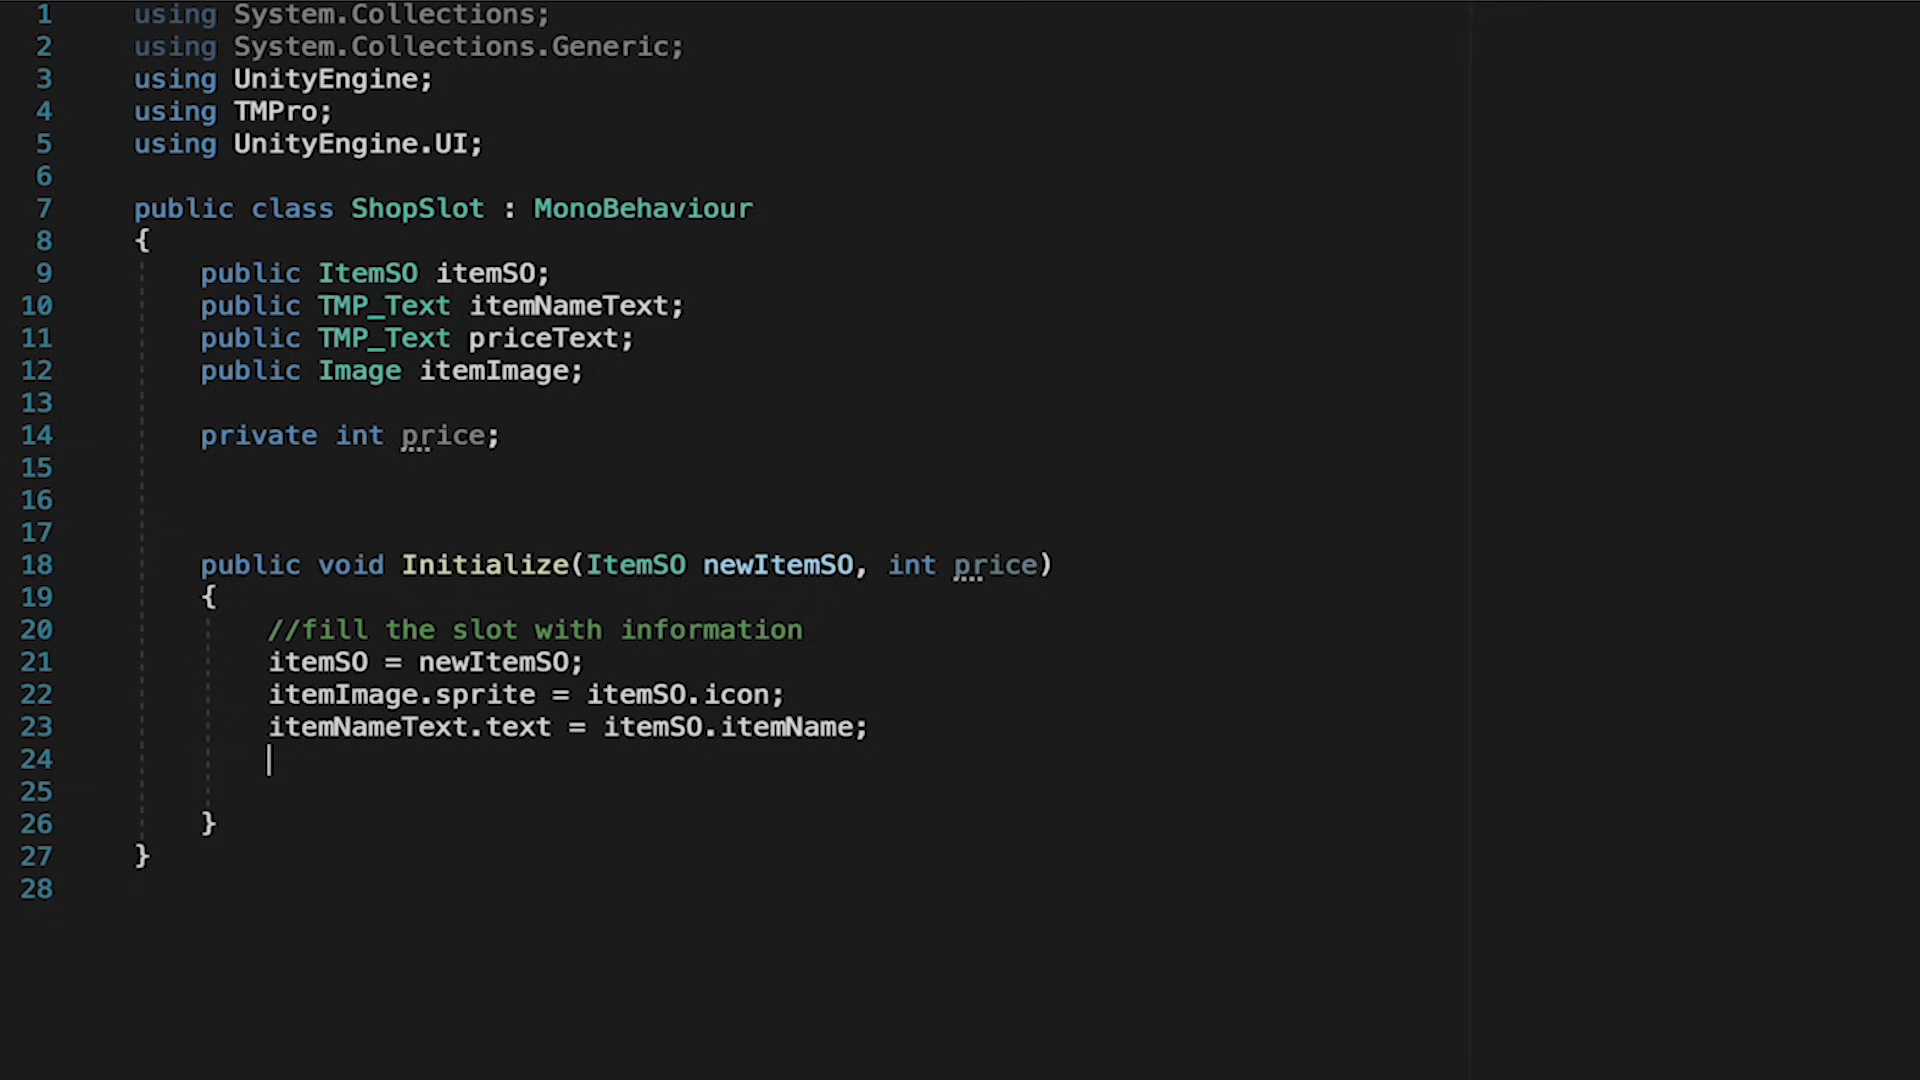 1 using System.Collections;
2 using System.Collections.Generic;
3 using UnityEngine;
4 using TMPro;
5 using UnityEngine.UI;
6
7 public class ShopSlot : MonoBehaviour
8 {
9 public ItemSO itemSO;
10 public TMP_Text itemNameText;
11 public TMP_Text priceText;
12 public Image itemImage;
13
14 private int price;
15
16
17
18 public void Initialize(ItemSO newItemSO, int price)
19 {
20 //fill the slot with information
21 itemSO = newItemSO;
22 itemImage.sprite = itemSO.icon;
23 itemNameText.text = itemSO.itemName;
24
25
26 }
27 }
28